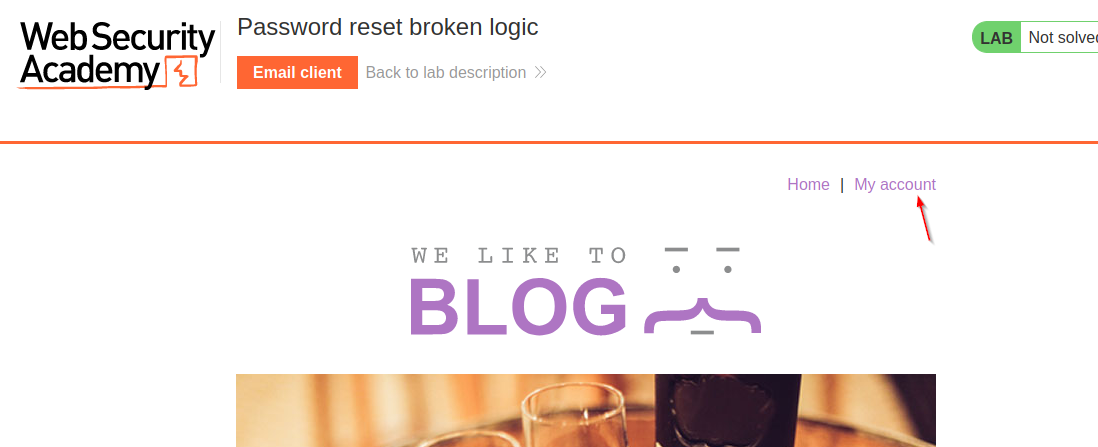 Web Security
Academy
Password reset broken logic
Email client
Back to lab description
LAB
Not solved
Home | My account
WE LIKE TO
BLOG